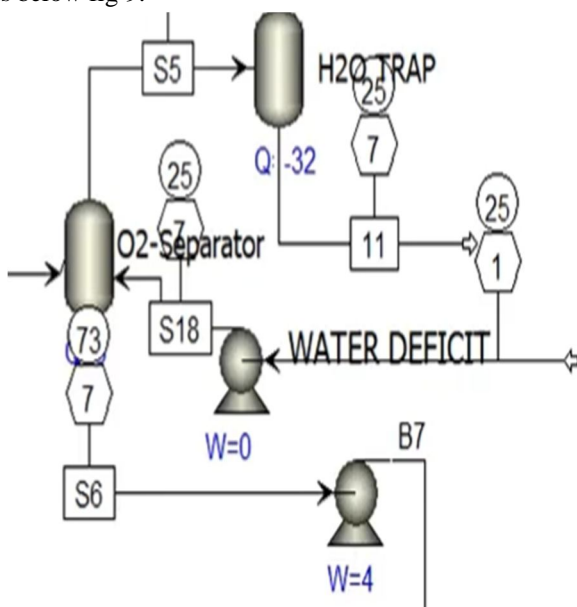 S5
H2O TRAP
25
7
Q: -32
25
7
O2-Separator
11
25
1
73
7
S18
WATER DEFICIT
W=0
B7
S6
W=4